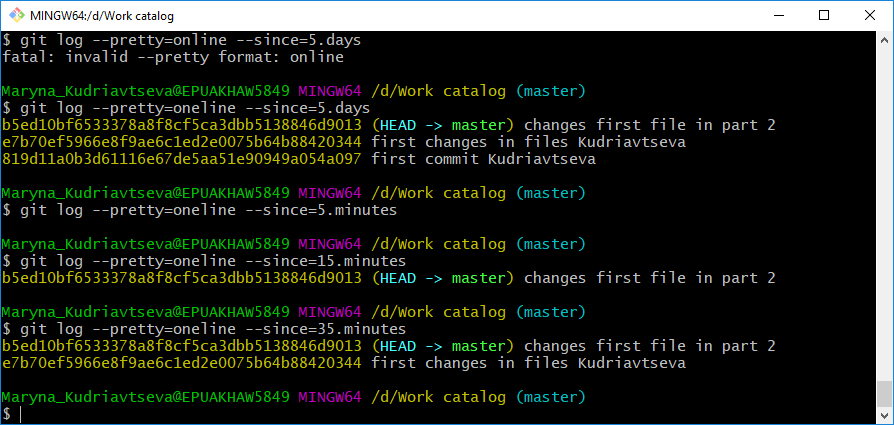 MINGW64:/d/Work catalog
$ git log --pretty=online --since=5.days
fatal: invalid --pretty format: online
Maryna_Kudriavtseva@EPUAKHAW5849 MINGW64 /d/Work catalog (master)
$ git log --pretty=oneline --since=5.days
b5ed10bf6533378a8f8cf5ca3dbb5138846d9013 (HEAD -> master) changes first file in part 2
e7b70ef5966e8f9ae6c1ed2e0075b64b88420344 first changes in files Kudriavtseva
819d11a0b3d61116e67de5aa51e90949a054a097 first commit Kudriavtseva
Maryna_Kudriavtseva@EPUAKHAW5849 MINGW64 /d/Work catalog (master)
$ git log --pretty=oneline --since=5.minutes
Maryna_Kudriavtseva@EPUAKHAW5849 MINGW64 /d/Work catalog (master)
$ git log --pretty=oneline --since=15.minutes
b5ed10bf6533378a8f8cf5ca3dbb5138846d9013 (HEAD -> master) changes first file in part 2
Maryna_Kudriavtseva@EPUAKHAW5849 MINGW64 /d/Work catalog (master)
$ git log --pretty=oneline --since=35.minutes
b5ed10bf6533378a8f8cf5ca3dbb5138846d9013 (HEAD -> master) changes first file in part 2
e7b70ef5966e8f9ae6c1ed2e0075b64b88420344 first changes in files Kudriavtseva
Maryna_Kudriavtseva@EPUAKHAW5849 MINGW64 /d/Work catalog (master)
$